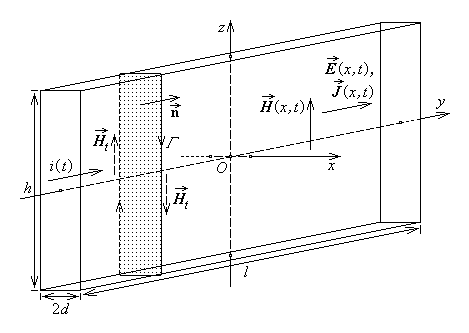 z
E(x,t),
J(x,t)
n
H(x,t)
y
H_t
Γ
i(t)
h
O
x
H_t
2d
l